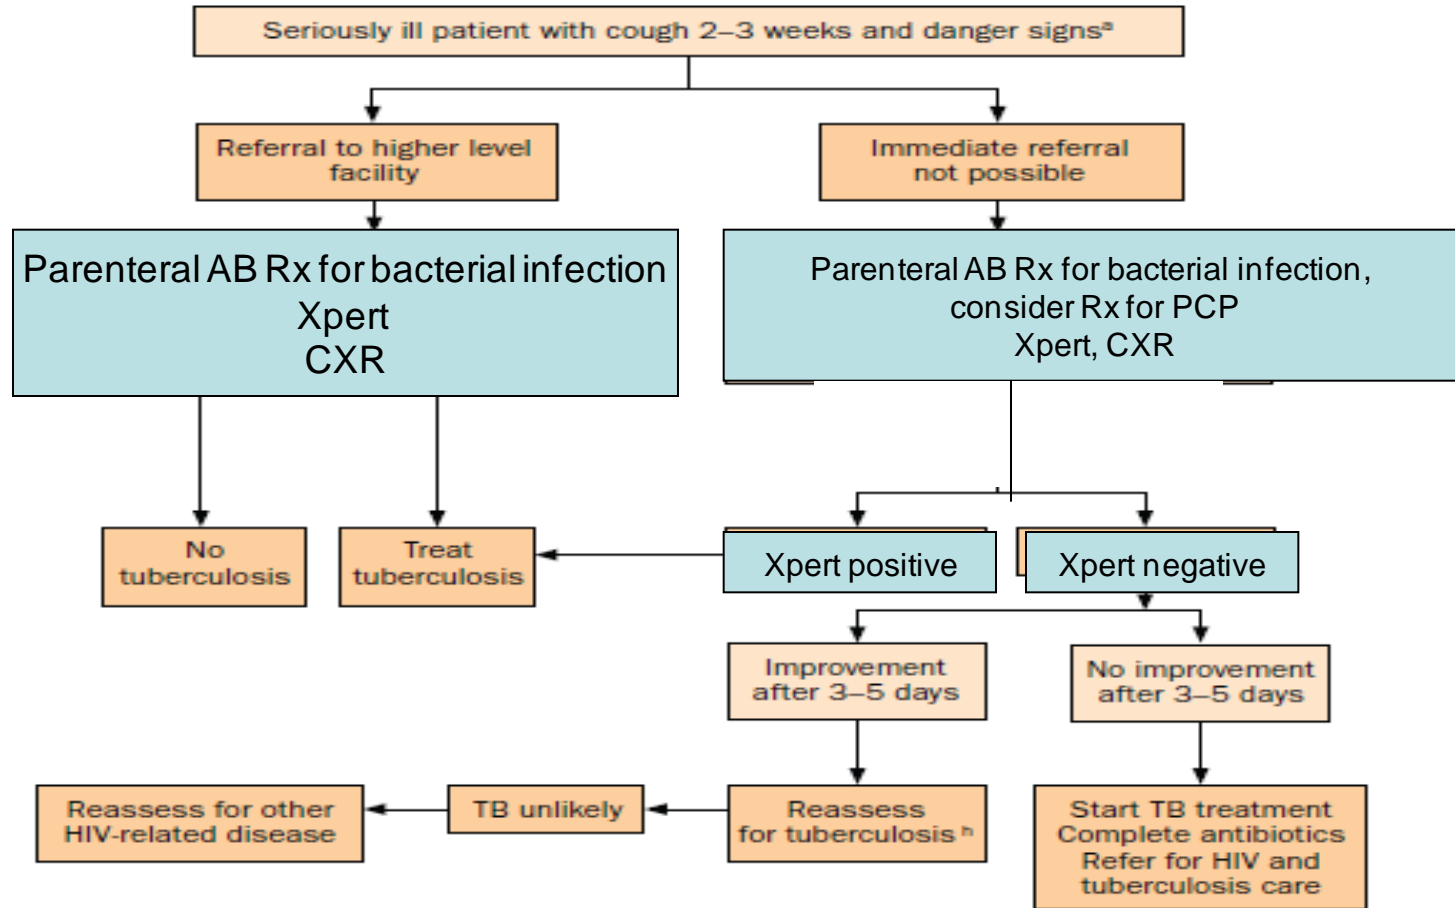 Seriously ill patient with cough 2–3 weeks and danger signsᵃ
Referral to higher level
facility
Immediate referral
not possible
Parenteral AB Rx for bacterial infection
Xpert
CXR
Parenteral AB Rx for bacterial infection,
consider Rx for PCP
Xpert, CXR
No
tuberculosis
Treat
tuberculosis
Xpert positive
Xpert negative
Improvement
after 3–5 days
No improvement
after 3–5 days
Reassess for other
HIV-related disease
TB unlikely
Reassess
for tuberculosis ʰ
Start TB treatment
Complete antibiotics
Refer for HIV and
tuberculosis care